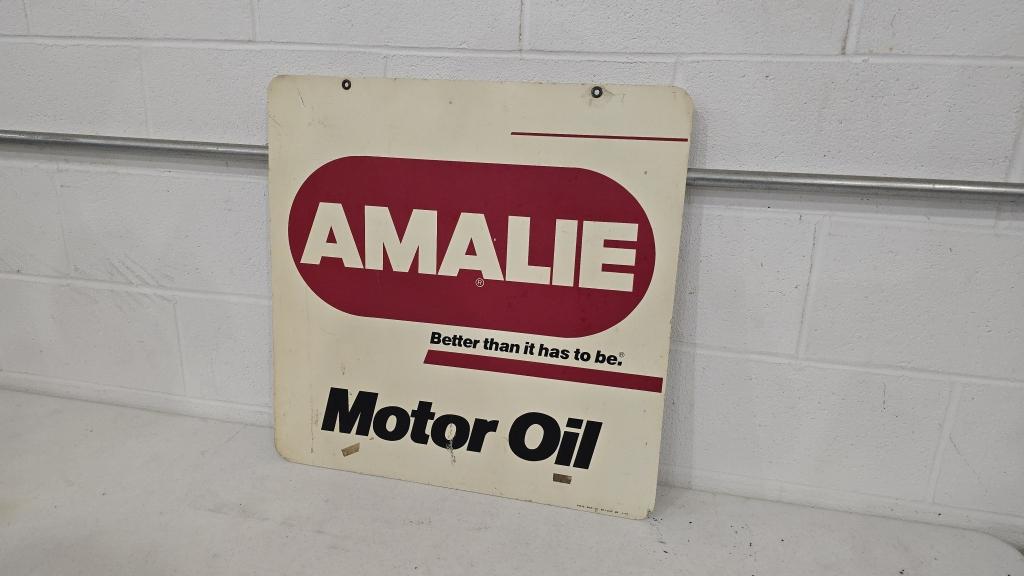 AMALIE
®
Better than it has to be.®
Motor Oil